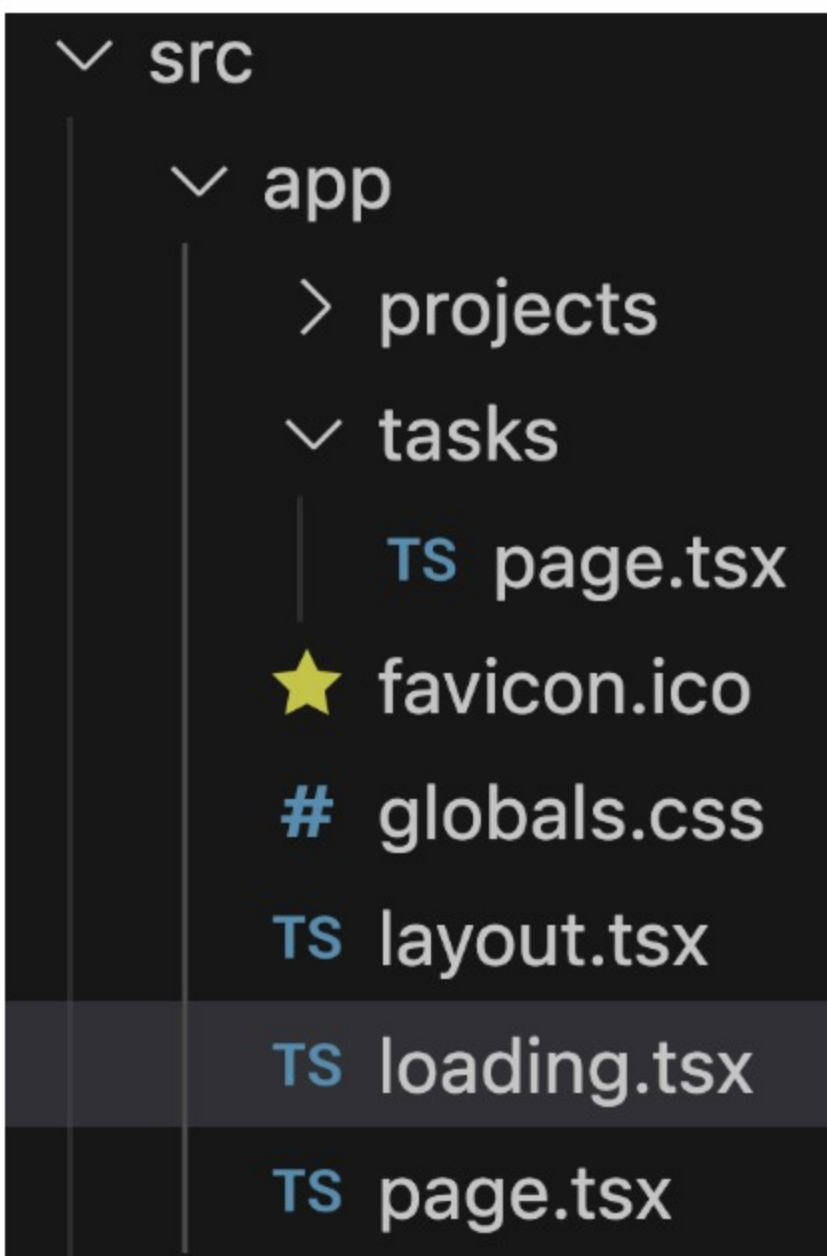 src
app
projects
tasks
TS page.tsx
favicon.ico
# globals.css
TS layout.tsx
TS loading.tsx
TS page.tsx